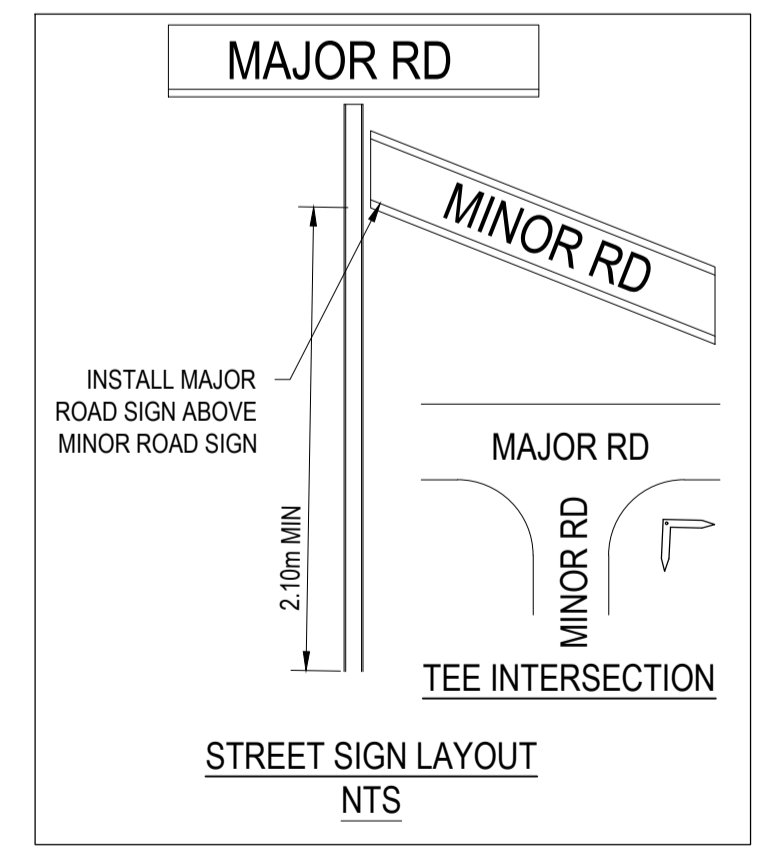 MAJOR RD
MINOR RD
INSTALL MAJOR
ROAD SIGN ABOVE
MINOR ROAD SIGN
2.10m MIN
MAJOR RD
MINOR RD
TEE INTERSECTION
STREET SIGN LAYOUT
NTS